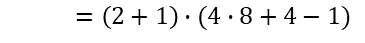 = (2 + 1) · (4 · 8 + 4 − 1)